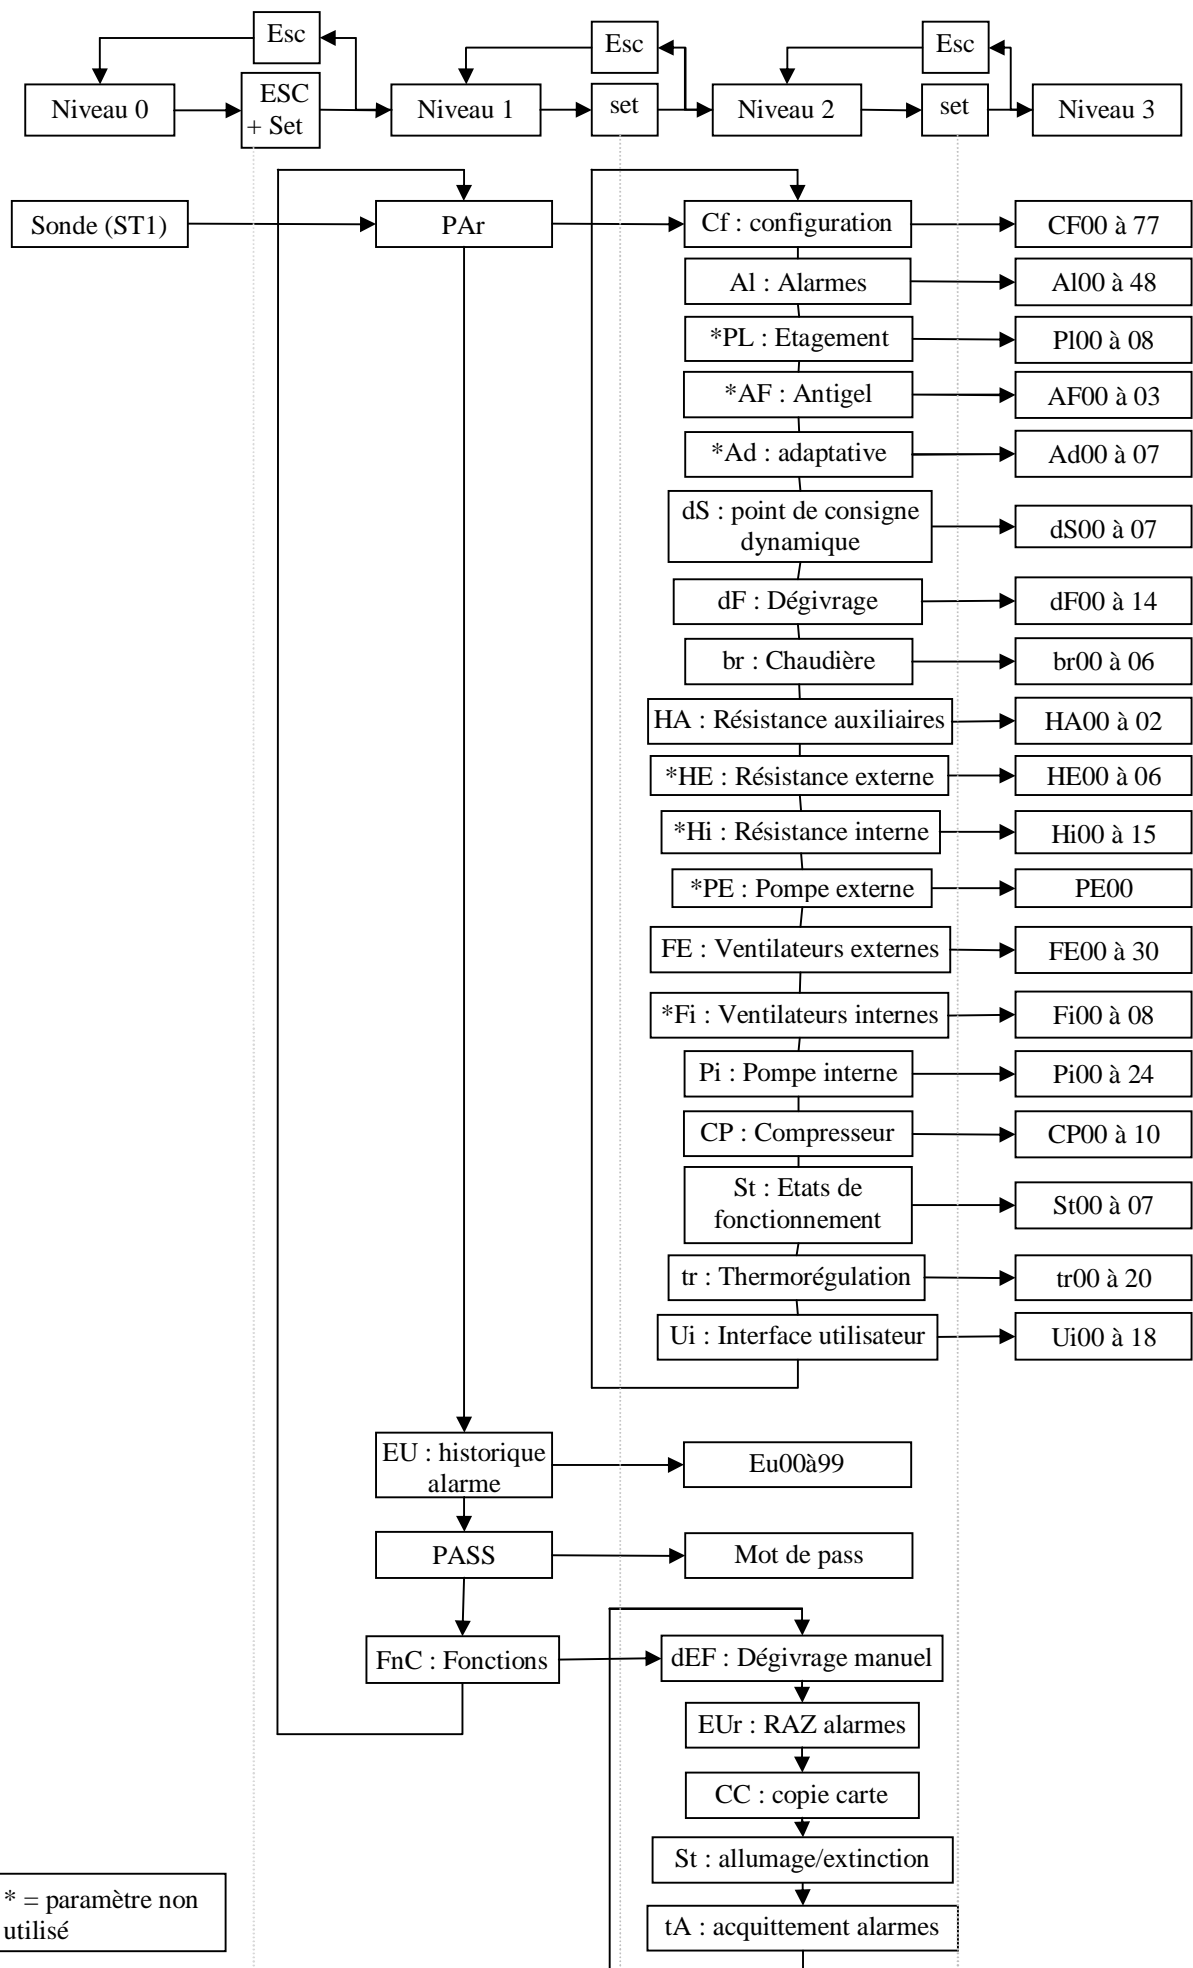 Esc
Esc
Esc
Niveau 0
ESC
+ Set
Niveau 1
set
Niveau 2
set
Niveau 3
Sonde (ST1)
PAr
Cf : configuration
CF00 à 77
Al : Alarmes
Al00 à 48
*PL : Etagement
Pl00 à 08
*AF : Antigel
AF00 à 03
*Ad : adaptative
Ad00 à 07
dS : point de consigne
dynamique
dS00 à 07
dF : Dégivrage
dF00 à 14
br : Chaudière
br00 à 06
HA : Résistance auxiliaires
HA00 à 02
*HE : Résistance externe
HE00 à 06
*Hi : Résistance interne
Hi00 à 15
*PE : Pompe externe
PE00
FE : Ventilateurs externes
FE00 à 30
*Fi : Ventilateurs internes
Fi00 à 08
Pi : Pompe interne
Pi00 à 24
CP : Compresseur
CP00 à 10
St : Etats de
fonctionnement
St00 à 07
tr : Thermorégulation
tr00 à 20
Ui : Interface utilisateur
Ui00 à 18
EU : historique
alarme
Eu00à99
PASS
Mot de pass
FnC : Fonctions
dEF : Dégivrage manuel
EUr : RAZ alarmes
CC : copie carte
St : allumage/extinction
tA : acquittement alarmes
* = paramètre non
utilisé